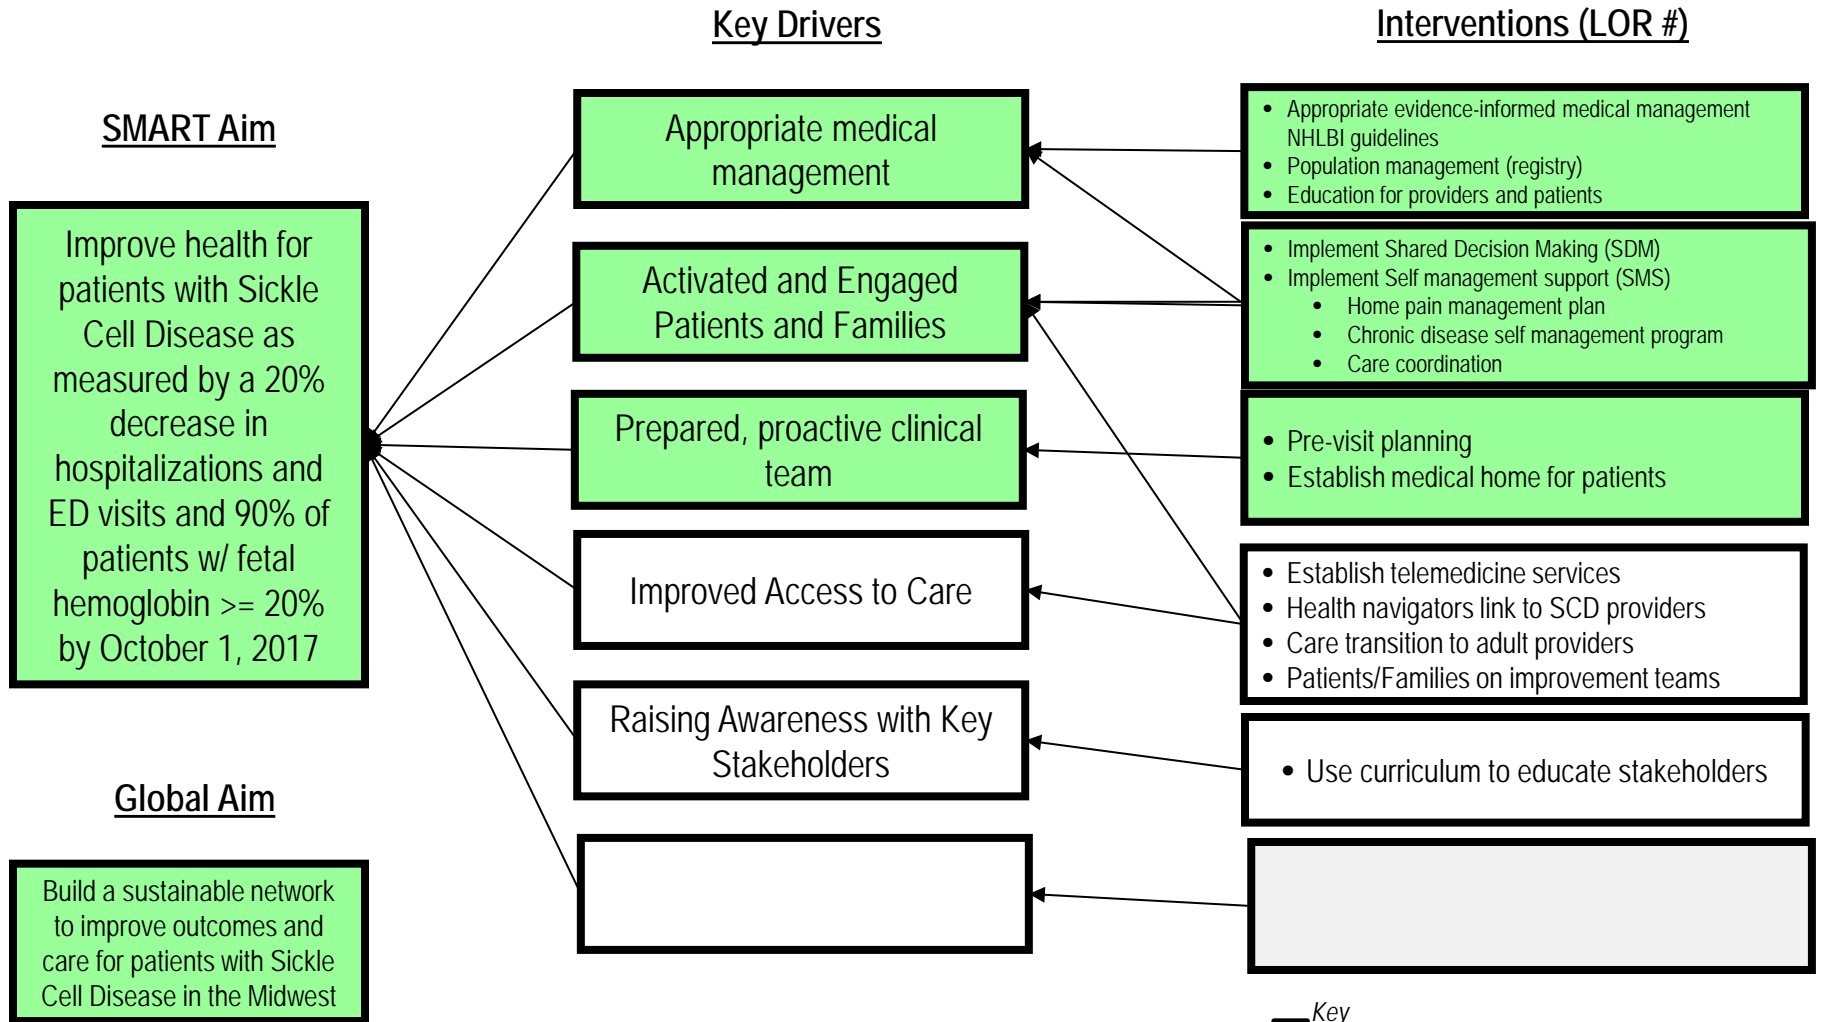 Key Drivers
Interventions (LOR #)
SMART Aim
Improve health for
patients with Sickle
Cell Disease as
measured by a 20%
decrease in
hospitalizations and
ED visits and 90% of
patients w/ fetal
hemoglobin >= 20%
by October 1, 2017
Global Aim
Build a sustainable network
to improve outcomes and
care for patients with Sickle
Cell Disease in the Midwest
Appropriate medical
management
Activated and Engaged
Patients and Families
Prepared, proactive clinical
team
Improved Access to Care
Raising Awareness with Key
Stakeholders
• Appropriate evidence-informed medical management
NHLBI guidelines
• Population management (registry)
• Education for providers and patients
• Implement Shared Decision Making (SDM)
• Implement Self management support (SMS)
• Home pain management plan
• Chronic disease self management program
• Care coordination
• Pre-visit planning
• Establish medical home for patients
• Establish telemedicine services
• Health navigators link to SCD providers
• Care transition to adult providers
• Patients/Families on improvement teams
• Use curriculum to educate stakeholders
Key